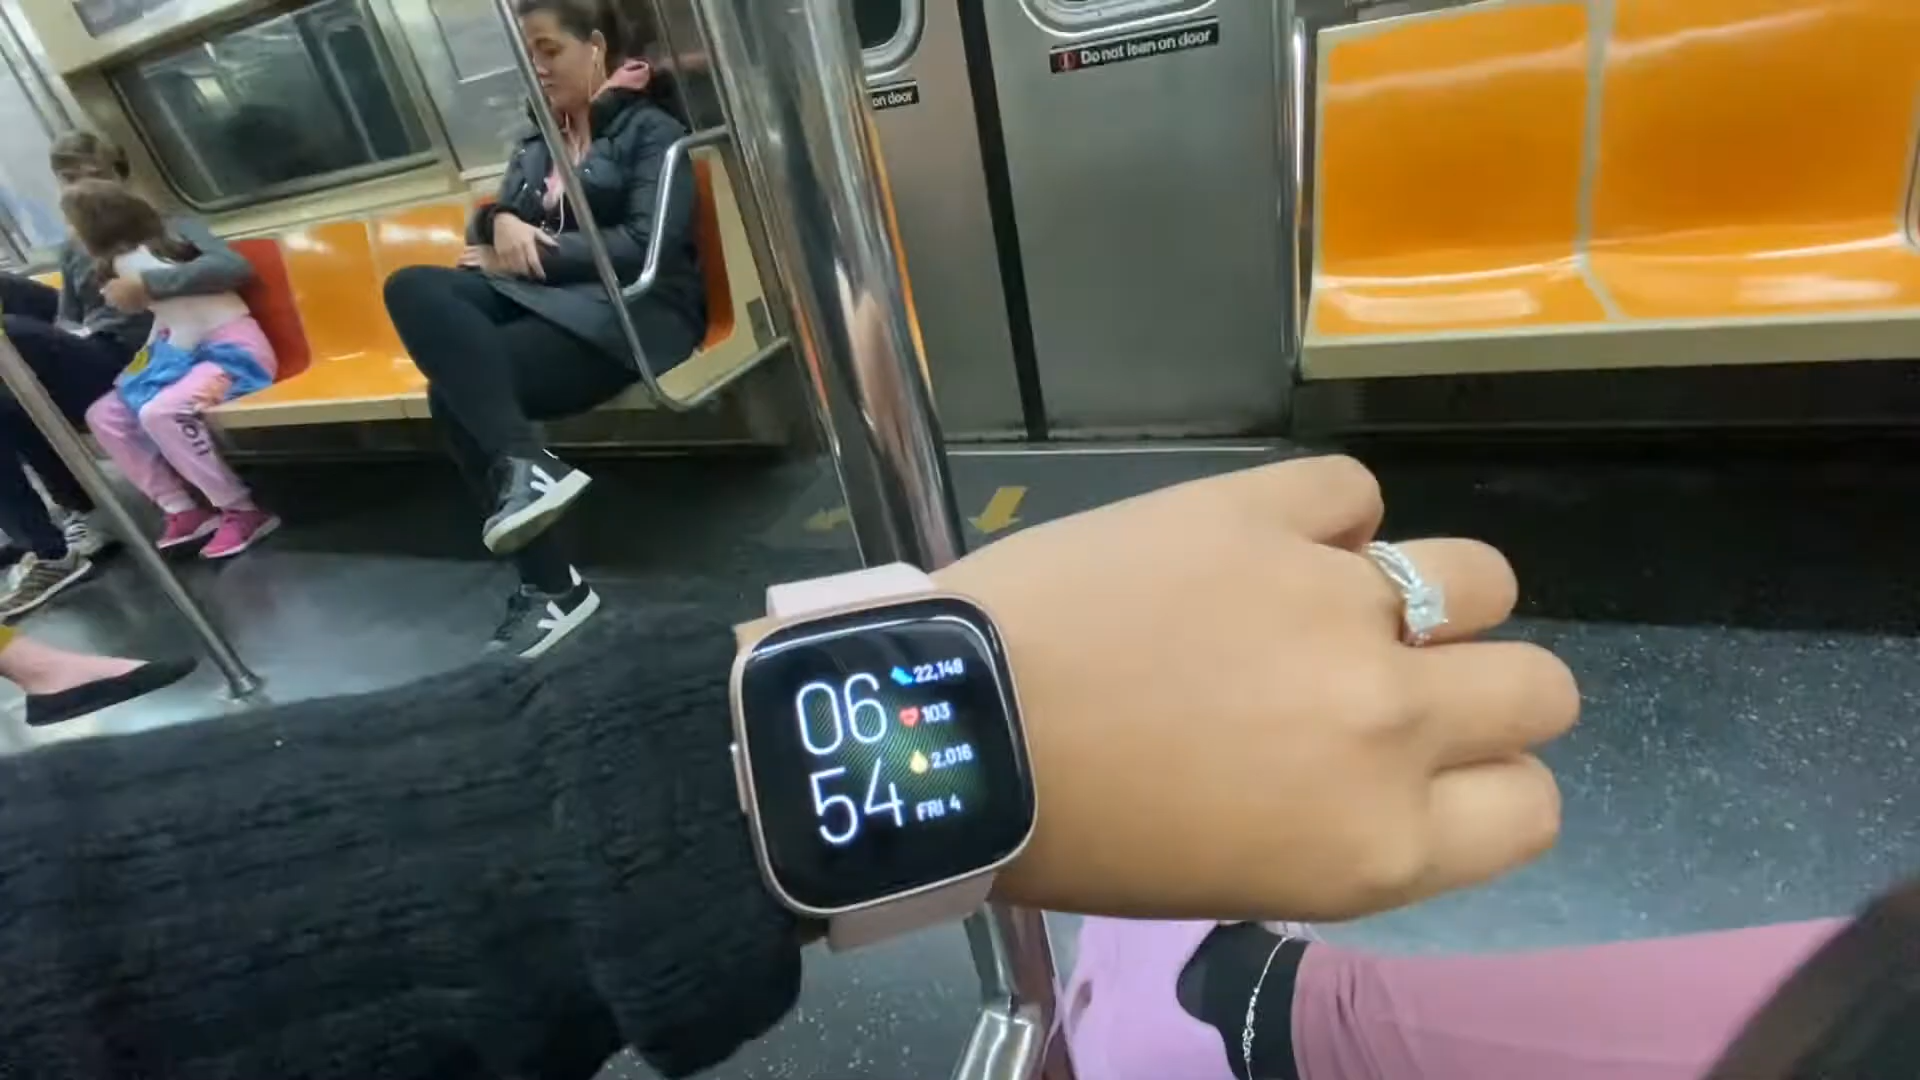 Do not lean on door
on door
06
54
22,148
103
2,016
FRI 4